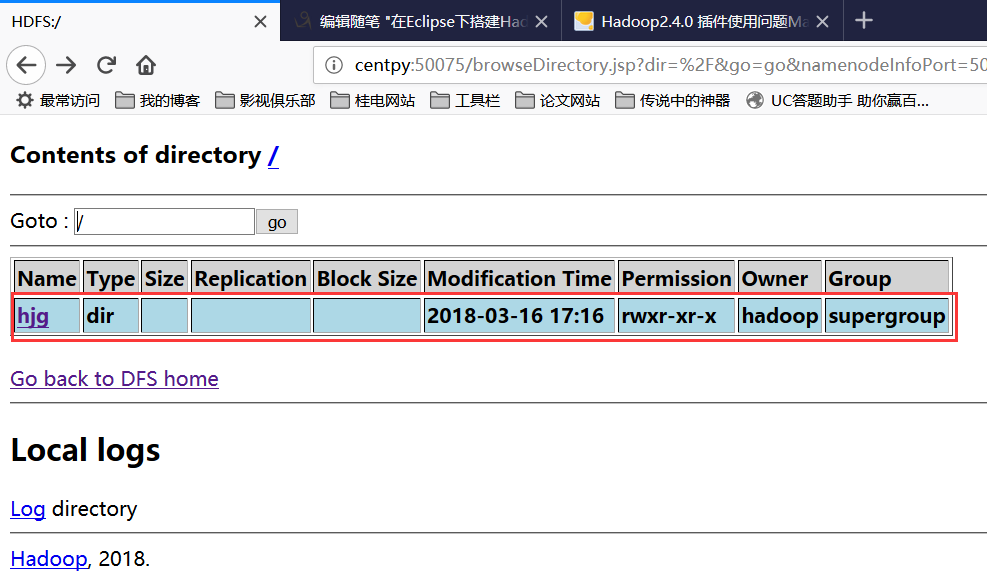 HDFS:/
编辑随笔 "在Eclipse下搭建Had
Hadoop2.4.0 插件使用问题Ma
centpy:50075/browseDirectory.jsp?dir=%2F&go=go&namenodeInfoPort=50
最常访问 我的博客 影视俱乐部 桂电网站 工具栏 论文网站 传说中的神器 UC答题助手 助你赢百...
Contents of directory /
Goto : / go
Name Type Size Replication Block Size Modification Time Permission Owner Group
hjg dir 2018-03-16 17:16 rwxr-xr-x hadoop supergroup
Go back to DFS home
Local logs
Log directory
Hadoop, 2018.